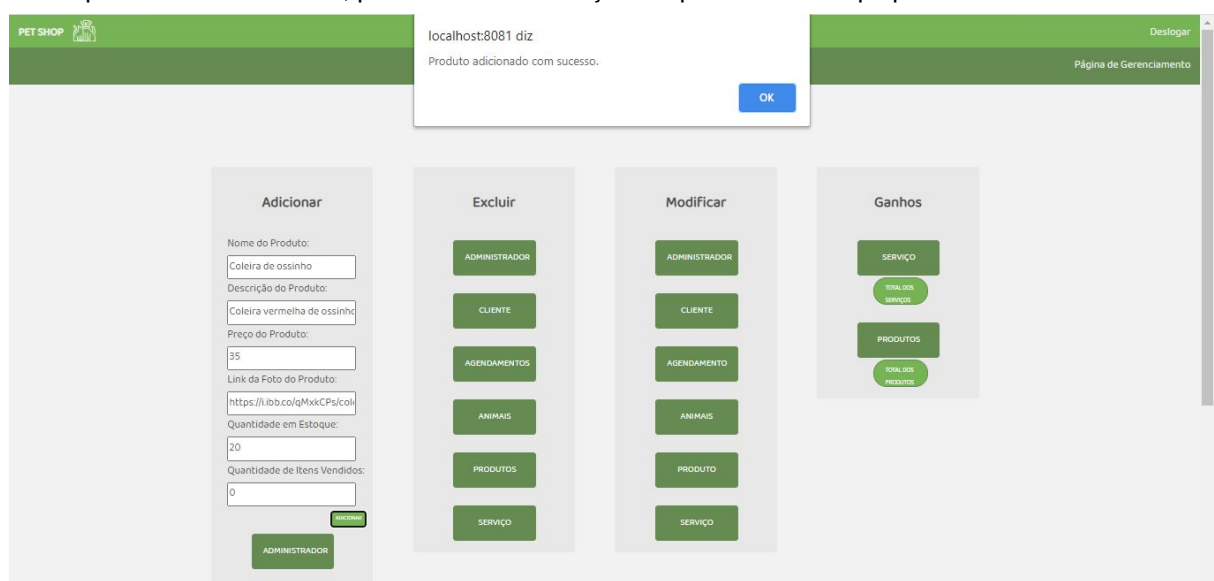 PET SHOP
Deslogar
Página de Gerenciamento
localhost:8081 diz
Produto adicionado com sucesso.
OK
Adicionar
Nome do Produto:
Coleira de ossinho
Descrição do Produto:
Coleira vermelha de ossinho
Preço do Produto:
35
Link da Foto do Produto:
https://i.ibb.co/qMxkCPs/cole
Quantidade em Estoque:
20
Quantidade de Itens Vendidos:
0
ADICIONAR
ADMINISTRADOR
Excluir
ADMINISTRADOR
CLIENTE
AGENDAMENTOS
ANIMAIS
PRODUTOS
SERVIÇO
Modificar
ADMINISTRADOR
CLIENTE
AGENDAMENTO
ANIMAIS
PRODUTO
SERVIÇO
Ganhos
SERVIÇO
TOTAL DOS
SERVIÇOS
PRODUTOS
TOTAL DOS
PRODUTOS